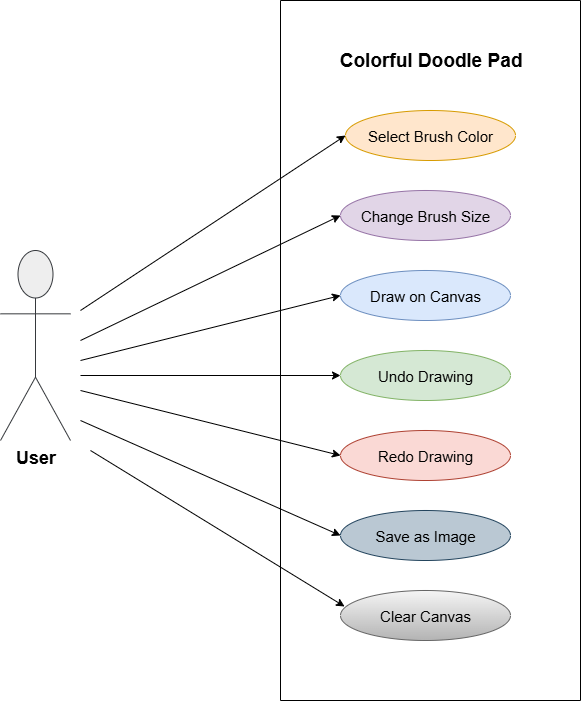 Colorful Doodle Pad
Select Brush Color
Change Brush Size
Draw on Canvas
Undo Drawing
Redo Drawing
User
Save as Image
Clear Canvas